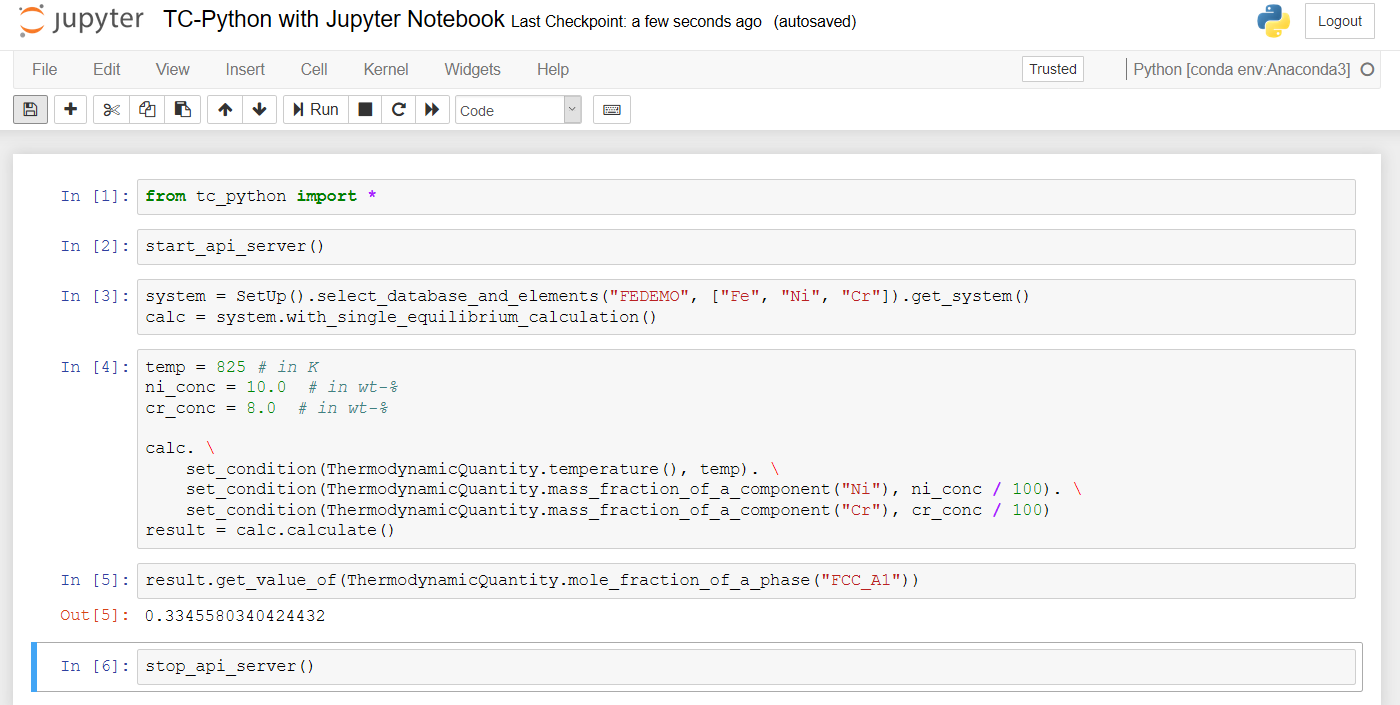 jupyter TC-Python with Jupyter Notebook Last Checkpoint: a few seconds ago (autosaved) Logout
File Edit View Insert Cell Kernel Widgets Help Trusted Python [conda env:Anaconda3]
Run Code
In [1]: from tc_python import *
In [2]: start_api_server()
In [3]: system = SetUp().select_database_and_elements("FEDEMO", ["Fe", "Ni", "Cr"]).get_system()
calc = system.with_single_equilibrium_calculation()
In [4]: temp = 825 # in K
ni_conc = 10.0  # in wt-%
cr_conc = 8.0  # in wt-%
calc. \
    set_condition(ThermodynamicQuantity.temperature(), temp). \
    set_condition(ThermodynamicQuantity.mass_fraction_of_a_component("Ni"), ni_conc / 100). \
    set_condition(ThermodynamicQuantity.mass_fraction_of_a_component("Cr"), cr_conc / 100)
result = calc.calculate()
In [5]: result.get_value_of(ThermodynamicQuantity.mole_fraction_of_a_phase("FCC_A1"))
Out[5]: 0.3345580340424432
In [6]: stop_api_server()